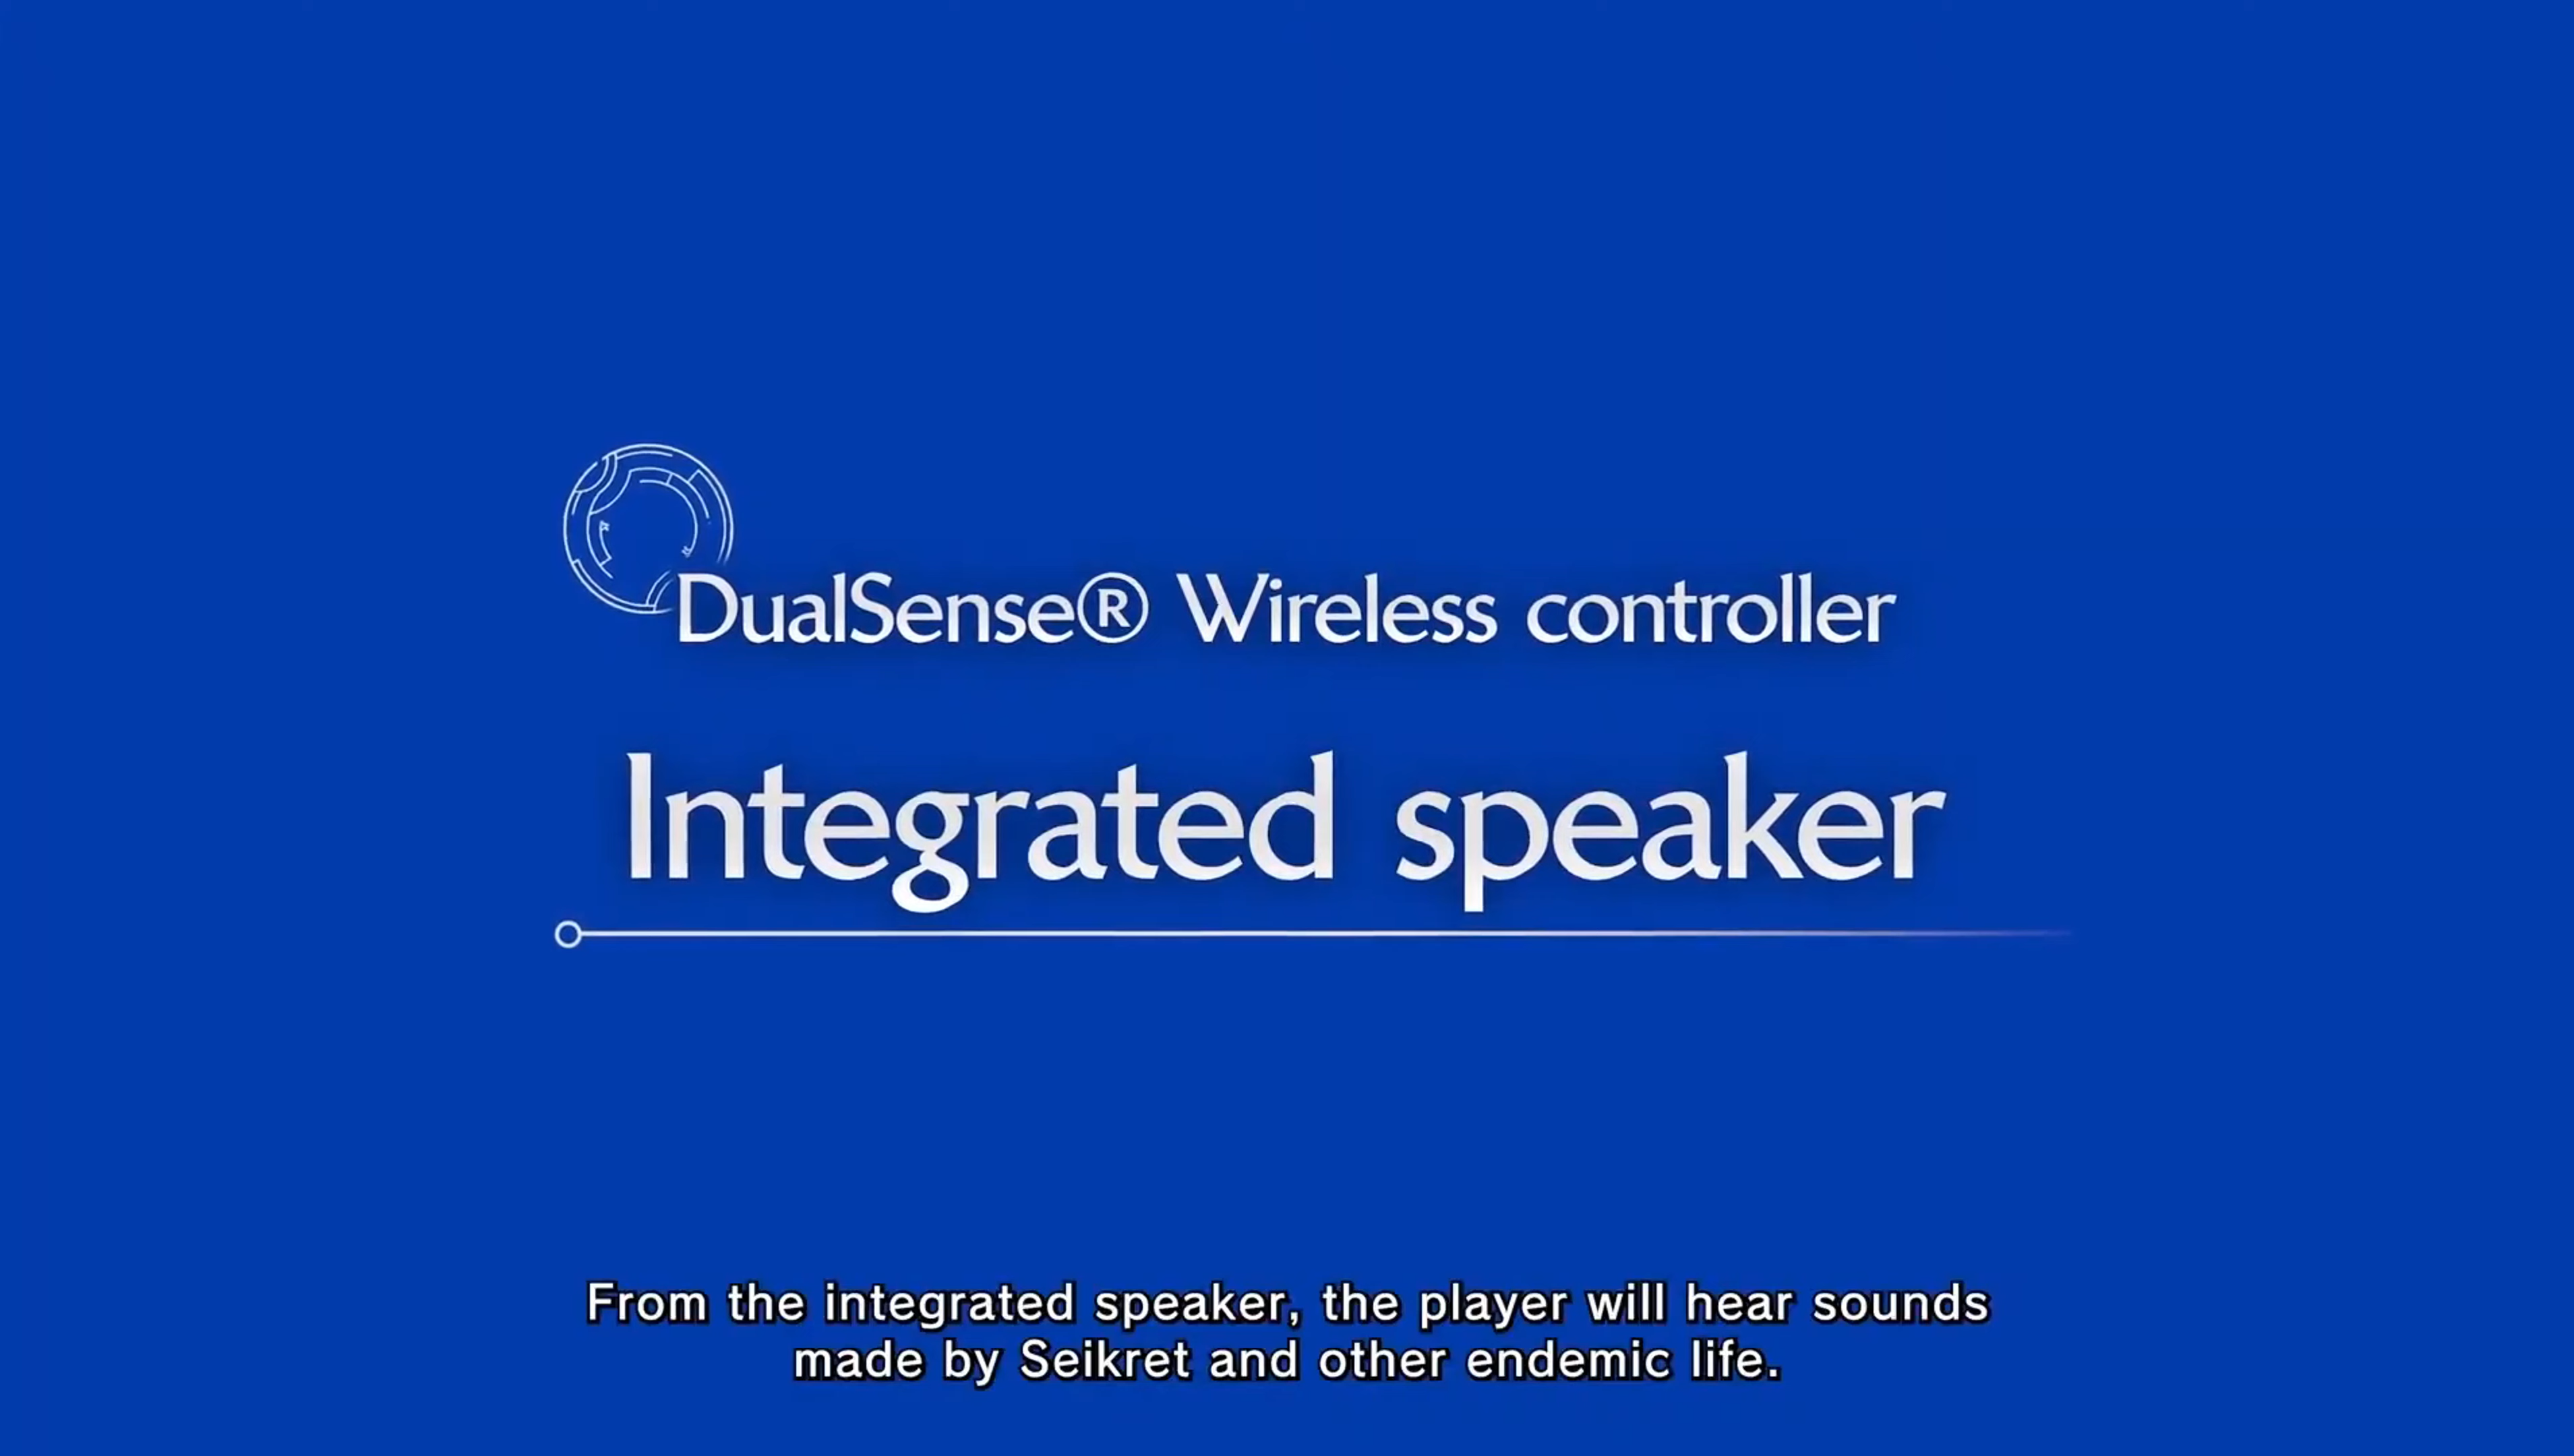 DualSense® Wireless controller
Integrated speaker
From the integrated speaker, the player will hear sounds
made by Seikret and other endemic life.